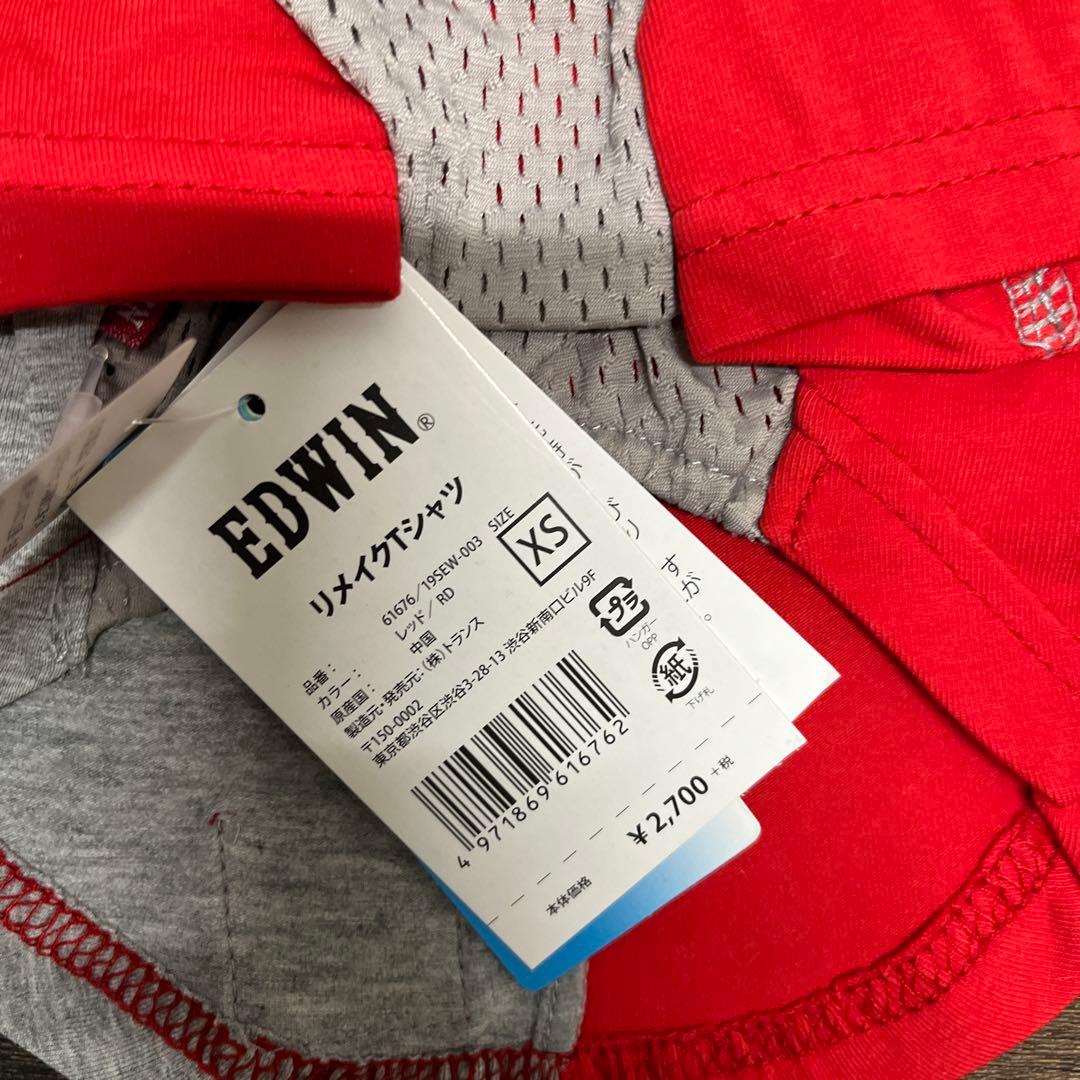 EDWIN®
リメイクTシャツ
SIZE
XS
品番： 61676／19SEW-003
カラー： レッド／RD
原産国： 中国
製造元・発売元：(株)トランス
〒150-0002
東京都渋谷区渋谷3-28-13 渋谷新南口ビル9F
プラ
ハンガー
OPP
紙
下げ札
4 971869 616762
本体価格 ￥2,700 +税
すが
。